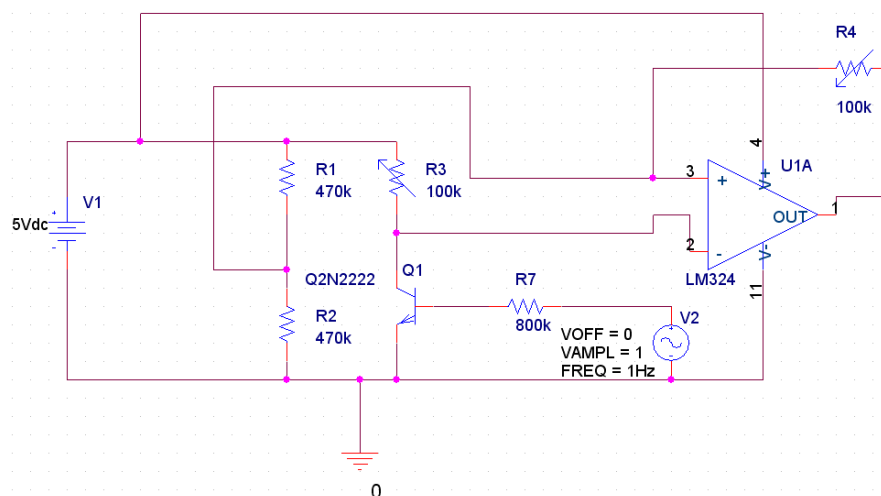 R4
100k
4
U1A
3
+
V+
R1
470k
R3
100k
V1
+
5Vdc
-
OUT
1
2
-
V-
LM324
11
Q2N2222
Q1
R7
800k
R2
470k
V2
+
-
VOFF = 0
VAMPL = 1
FREQ = 1Hz
0